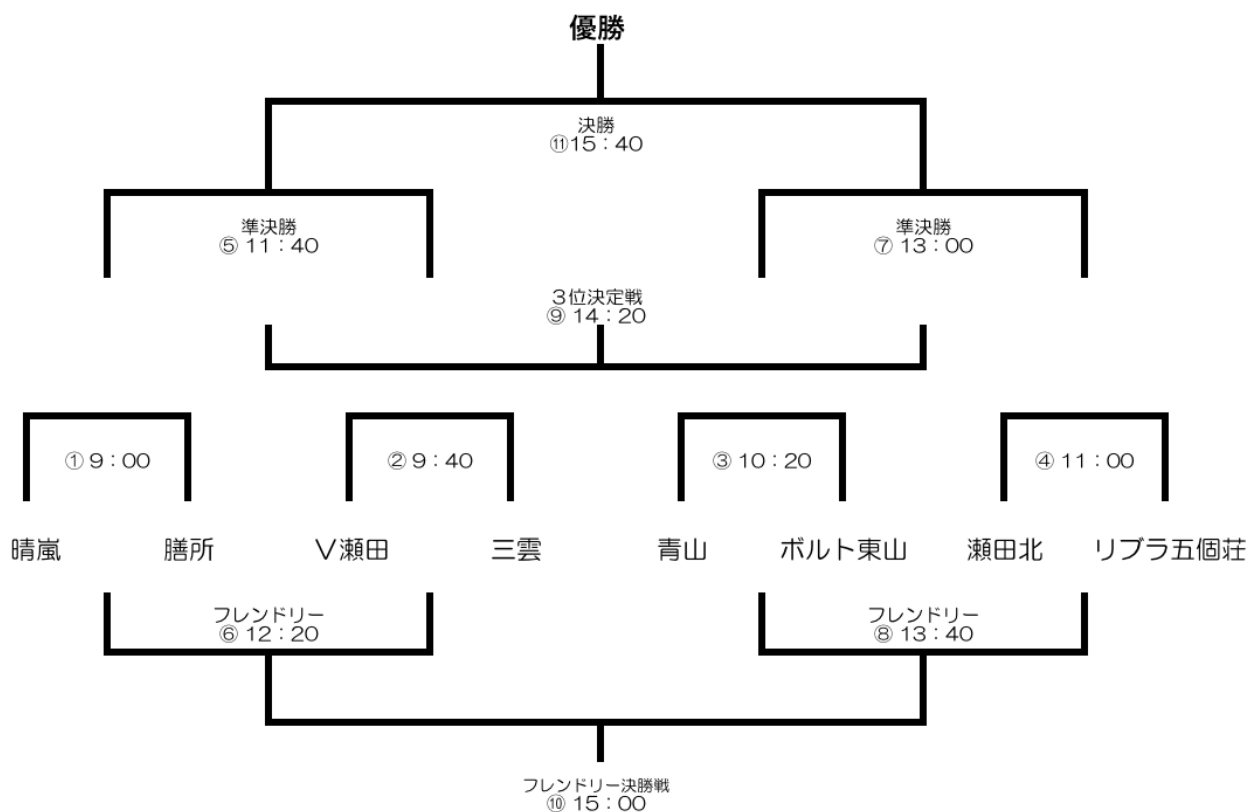 優勝
決勝
⑪15：40
準決勝
⑤ 11：40
準決勝
⑦ 13：00
３位決定戦
⑨ 14：20
① 9：00
② 9：40
③ 10：20
④ 11：00
晴嵐
膳所
V瀬田
三雲
青山
ボルト東山
瀬田北
リブラ五個荘
フレンドリー
⑥ 12：20
フレンドリー
⑧ 13：40
フレンドリー決勝戦
⑩ 15：00